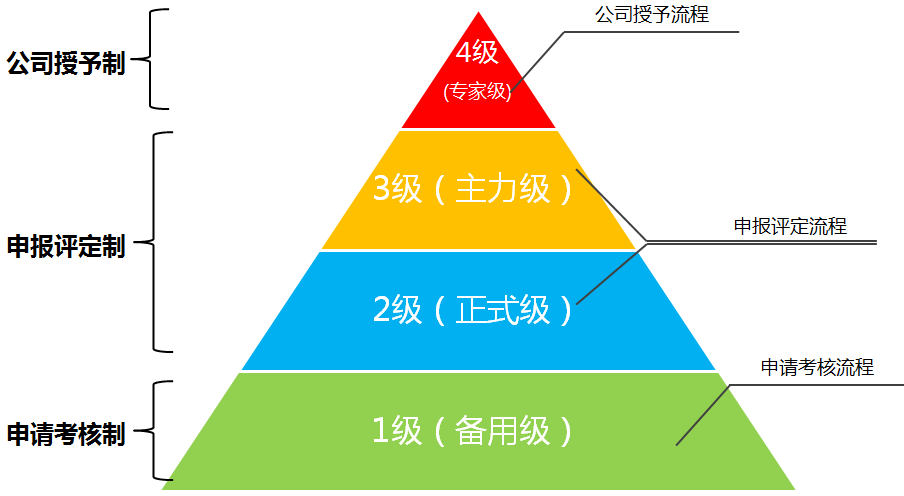 公司授予流程
4级
(专家级)
公司授予制
3级（主力级）
申报评定流程
申报评定制
2级（正式级）
申请考核流程
1级（备用级）
申请考核制